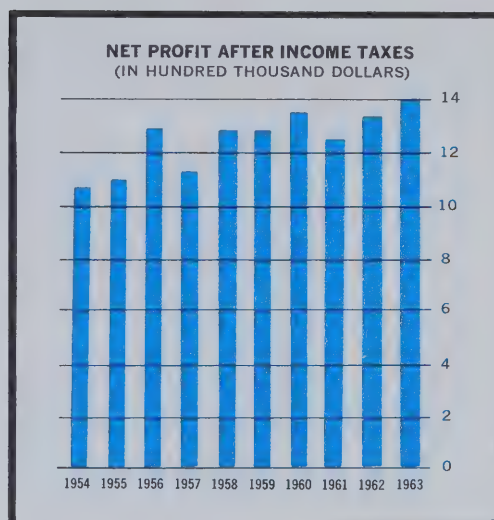 NET PROFIT AFTER INCOME TAXES
(IN HUNDRED THOUSAND DOLLARS)
14
12
10
8
6
4
2
0
1954 1955 1956 1957 1958 1959 1960 1961 1962 1963